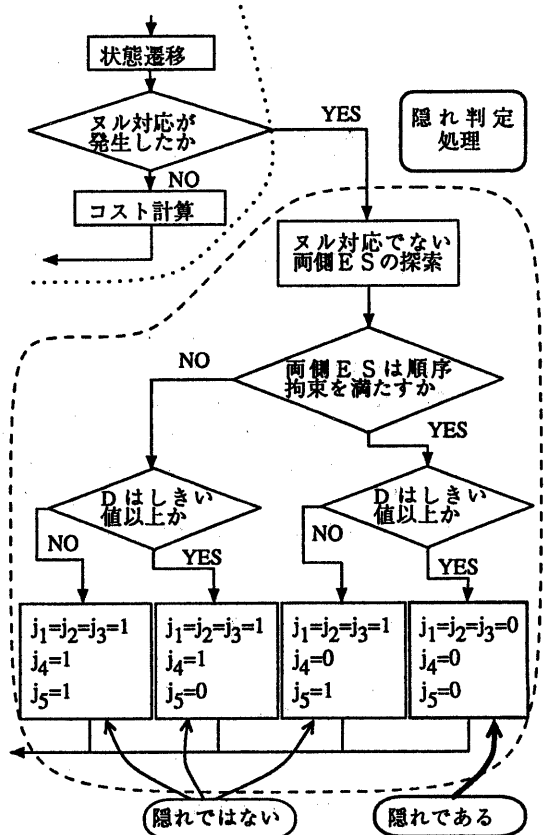 状態遷移
ヌル対応が
発生したか
YES
NO
コスト計算
隠れ判定
処理
ヌル対応でない
両側ESの探索
両側ESは順序
拘束を満たすか
NO
YES
Dはしきい
値以上か
NO
YES
Dはしきい
値以上か
NO
YES
j₁=j₂=j₃=1
j₄=1
j₅=1
j₁=j₂=j₃=1
j₄=1
j₅=0
j₁=j₂=j₃=1
j₄=0
j₅=1
j₁=j₂=j₃=0
j₄=0
j₅=0
隠れではない
隠れである